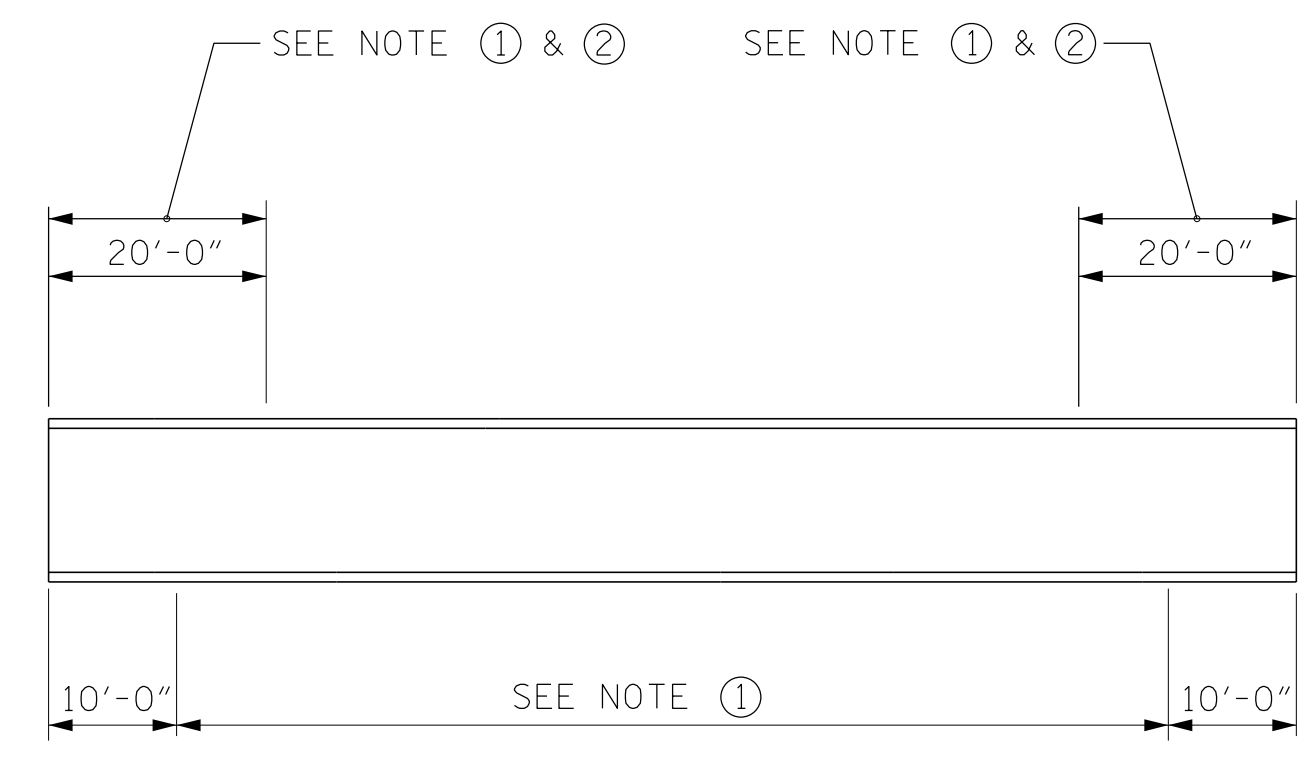 SEE NOTE ① & ②
SEE NOTE ① & ②
20'-0"
20'-0"
10'-0"
SEE NOTE ①
10'-0"